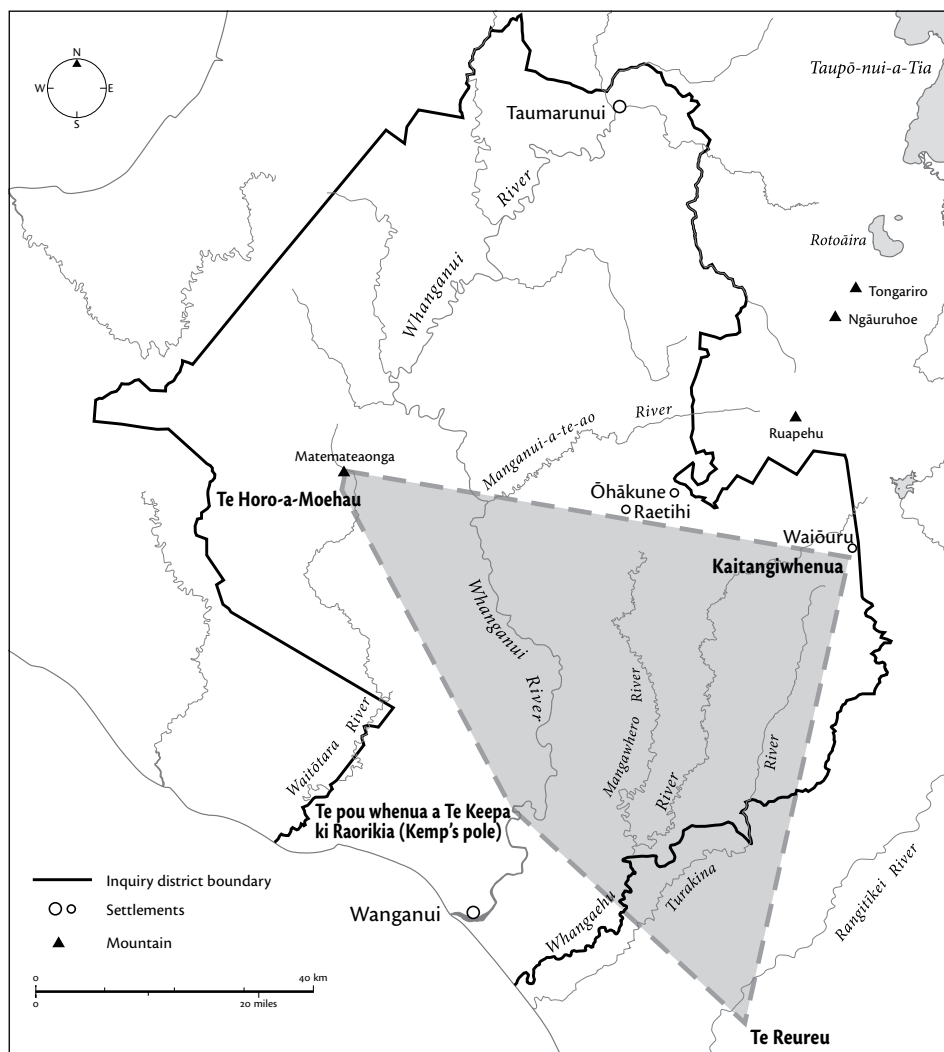 N
W
E
S
Taupō-nui-a-Tia
Taumarunui
River
Whanganui
Rotoāira
Tongariro
Ngāuruhoe
Ruapehu
Manganui-a-te-ao
River
Matemateaonga
Te Horo-a-Moehau
Ōhākune
Raetihi
Waiōuru
Kaitangiwhenua
Whanganui
River
Mangawhero
River
River
River
Waitōtara
River
Te pou whenua a Te Keepa
ki Raorikia (Kemp's pole)
Wanganui
Whangaehu
Turakina
Rangitikei River
Te Reureu
Inquiry district boundary
Settlements
Mountain
0
40 km
0
20 miles